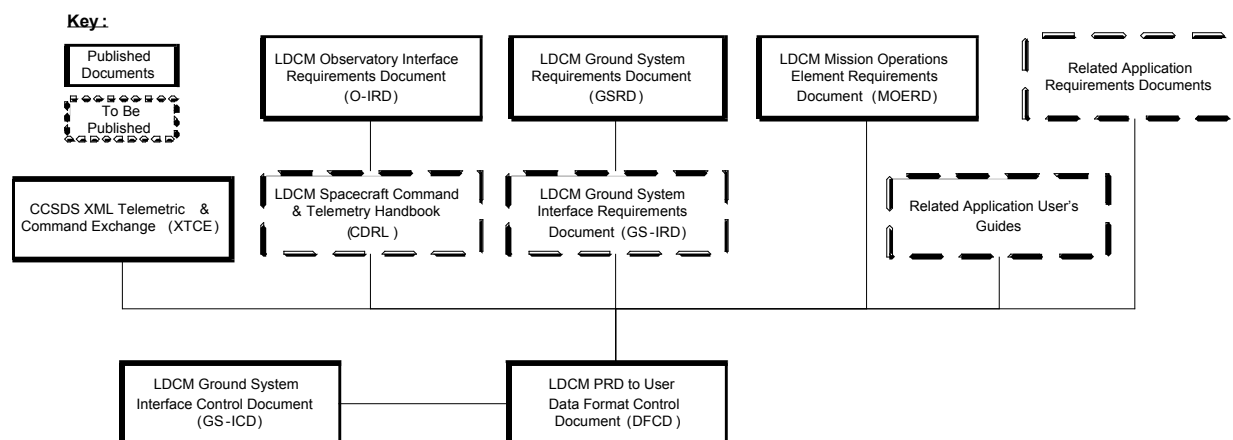 Key :
Published
Documents
To Be
Published
LDCM Observatory Interface
Requirements Document
(O-IRD)
LDCM Ground System
Requirements Document
(GSRD)
LDCM Mission Operations
Element Requirements
Document (MOERD)
Related Application
Requirements Documents
CCSDS XML Telemetric &
Command Exchange (XTCE)
LDCM Spacecraft Command
& Telemetry Handbook
(CDRL)
LDCM Ground System
Interface Requirements
Document (GS-IRD)
Related Application User's
Guides
LDCM Ground System
Interface Control Document
(GS-ICD)
LDCM PRD to User
Data Format Control
Document (DFCD)